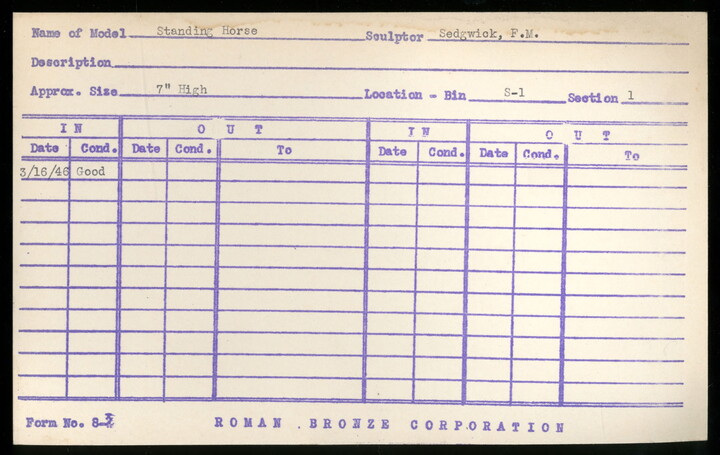 Name of Model Standing Horse Sculptor Sedgwick, F.M.
Description
Approx. Size 7" High Location - Bin S-1 Section 1
IN OUT IN OUT
Date Cond. Date Cond. To Date Cond. Date Cond. To
3/16/46 Good
Form No. 8-
ROMAN BRONZE CORPORATION